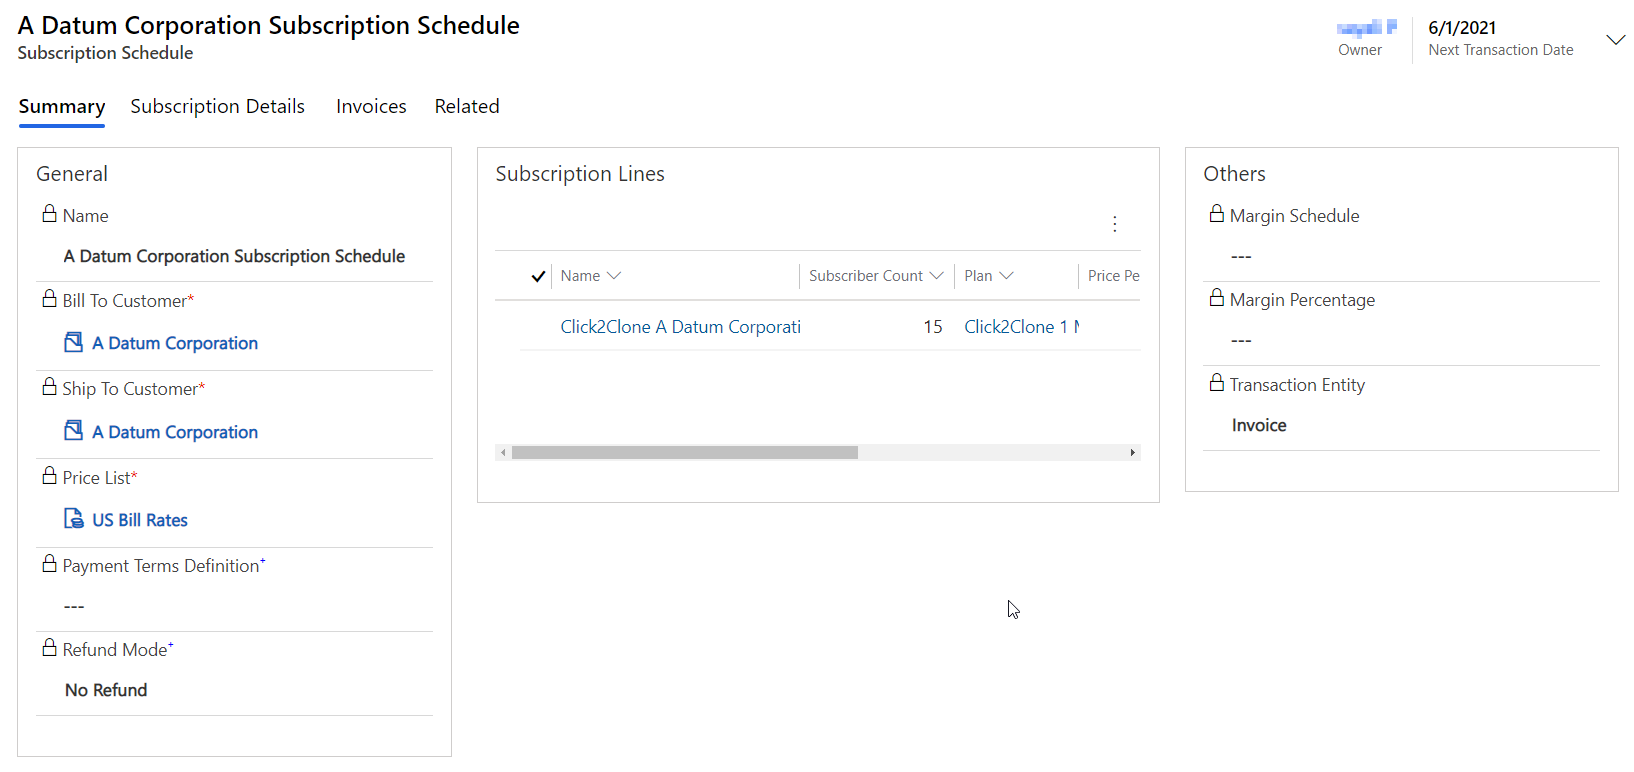 A Datum Corporation Subscription Schedule
Subscription Schedule
Owner
6/1/2021
Next Transaction Date
Summary
Subscription Details
Invoices
Related
General
Name
A Datum Corporation Subscription Schedule
Bill To Customer*
A Datum Corporation
Ship To Customer*
A Datum Corporation
Price List*
US Bill Rates
Payment Terms Definition+
---
Refund Mode+
No Refund
Subscription Lines
Name Subscriber Count Plan Price Pe
Click2Clone A Datum Corporati 15 Click2Clone 1
Others
Margin Schedule
---
Margin Percentage
---
Transaction Entity
Invoice